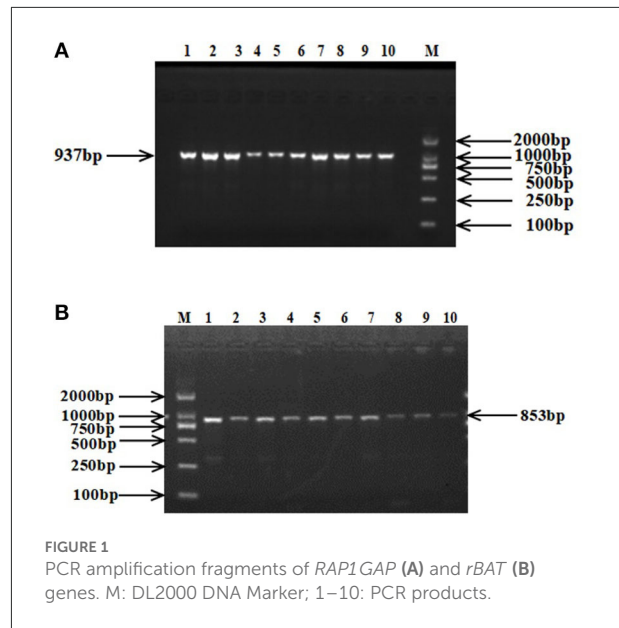 A
1 2 3 4 5 6 7 8 9 10 M
937bp
2000bp
1000bp
750bp
500bp
250bp
100bp
B
M 1 2 3 4 5 6 7 8 9 10
2000bp
1000bp
750bp
500bp
250bp
100bp
853bp
FIGURE 1
PCR amplification fragments of RAP1GAP (A) and rBAT (B)
genes. M: DL2000 DNA Marker; 1–10: PCR products.